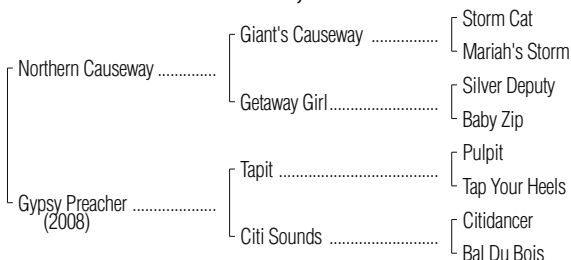 Storm Cat
Giant's Causeway ................
Mariah's Storm
Northern Causeway ..............
Silver Deputy
Getaway Girl..........................
Baby Zip
Pulpit
Tapit ......................................
Tap Your Heels
Gypsy Preacher ....................
(2008)
Citidancer
Citi Sounds ..........................
Bal Du Bois